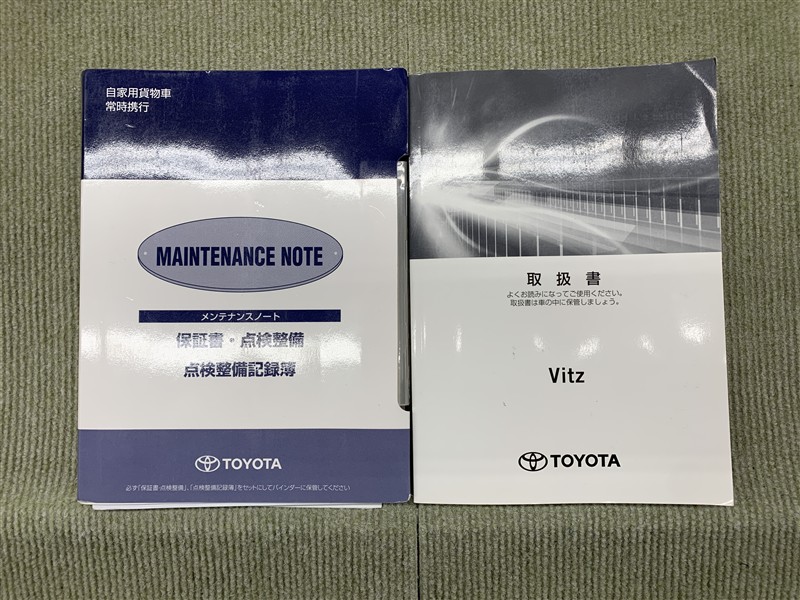 自家用貨物車
常時携行
MAINTENANCE NOTE
メンテナンスノート
保証書・点検整備
点検整備記録簿
TOYOTA
必ず「保証書・点検整備」、「点検整備記録簿」をセットにしてバインダーに保管してください
取扱書
よくお読みになってご使用ください。
取扱書は車の中に保管しましょう。
Vitz
TOYOTA